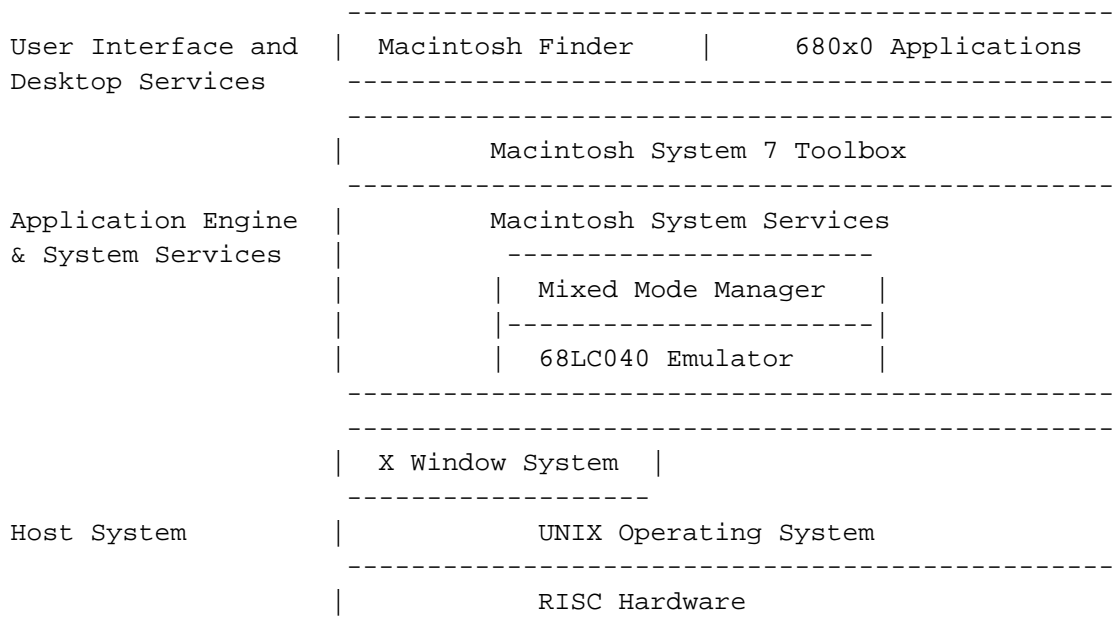 User Interface and | Macintosh Finder | 680x0 Applications
Desktop Services
| Macintosh System 7 Toolbox
Application Engine | Macintosh System Services
& System Services |
| | Mixed Mode Manager |
| |-----------------------|
| | 68LC040 Emulator |
| X Window System |
Host System | UNIX Operating System
| RISC Hardware